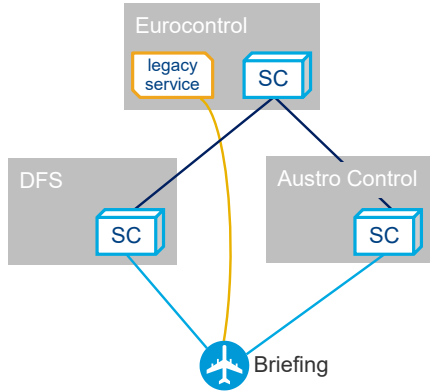 Eurocontrol
legacy
service
SC
DFS
SC
Austro Control
SC
Briefing